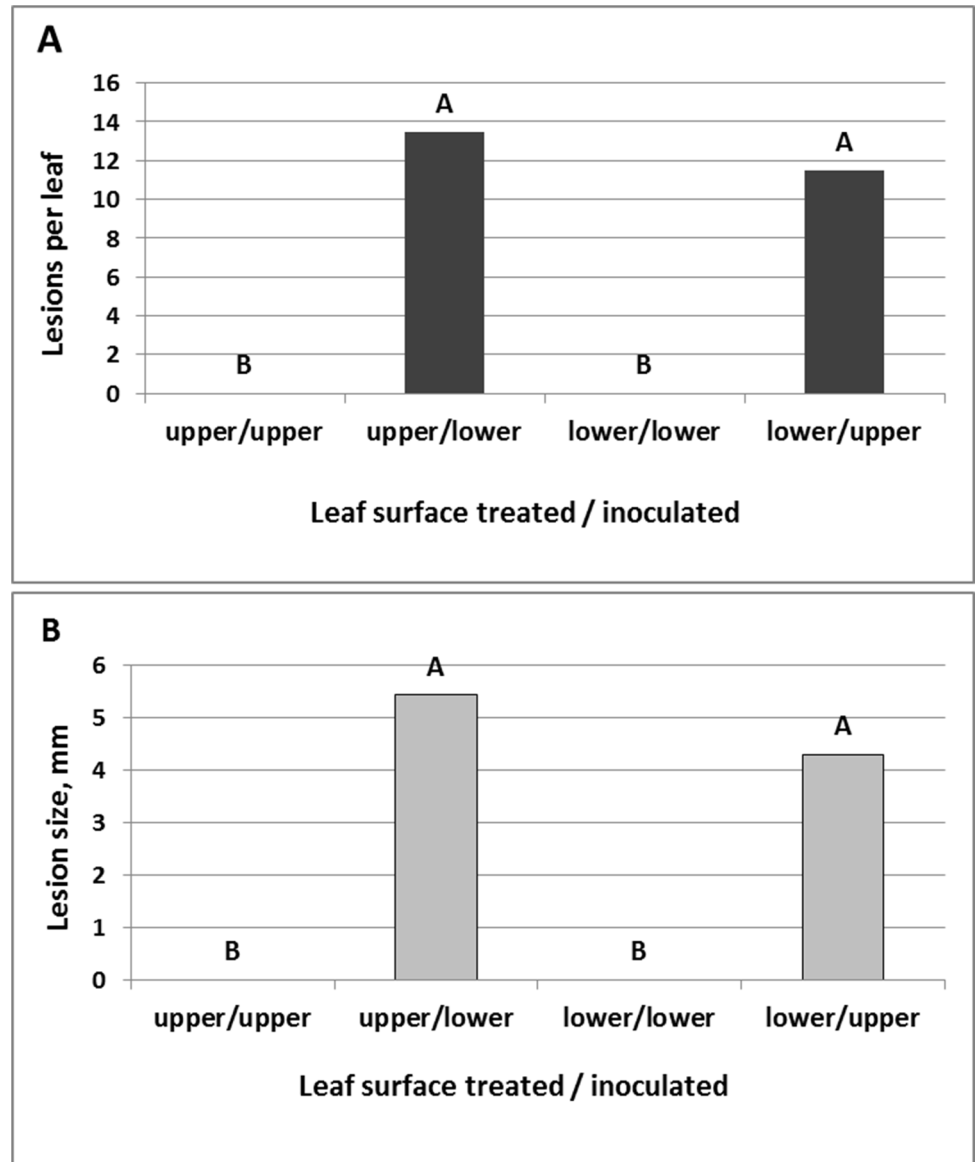 A
Lesions per leaf
16
14
12
10
8
6
4
2
0
A
A
B
B
upper/upper upper/lower lower/lower lower/upper
Leaf surface treated / inoculated
B
Lesion size, mm
6
5
4
3
2
1
0
A
A
B
B
upper/upper upper/lower lower/lower lower/upper
Leaf surface treated / inoculated